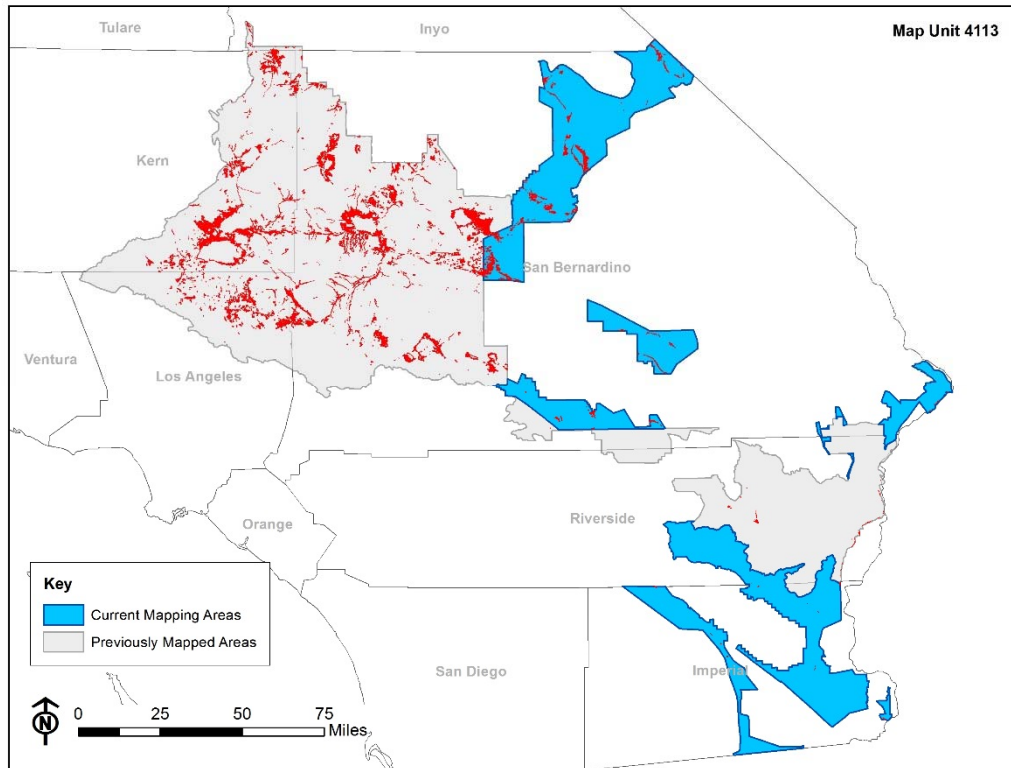 Tulare
Inyo
Map Unit 4113
Kern
San Bernardino
Ventura
Los Angeles
Orange
Riverside
Key
Current Mapping Areas
Previously Mapped Areas
San Diego
Imperial
N
0 25 50 75
Miles